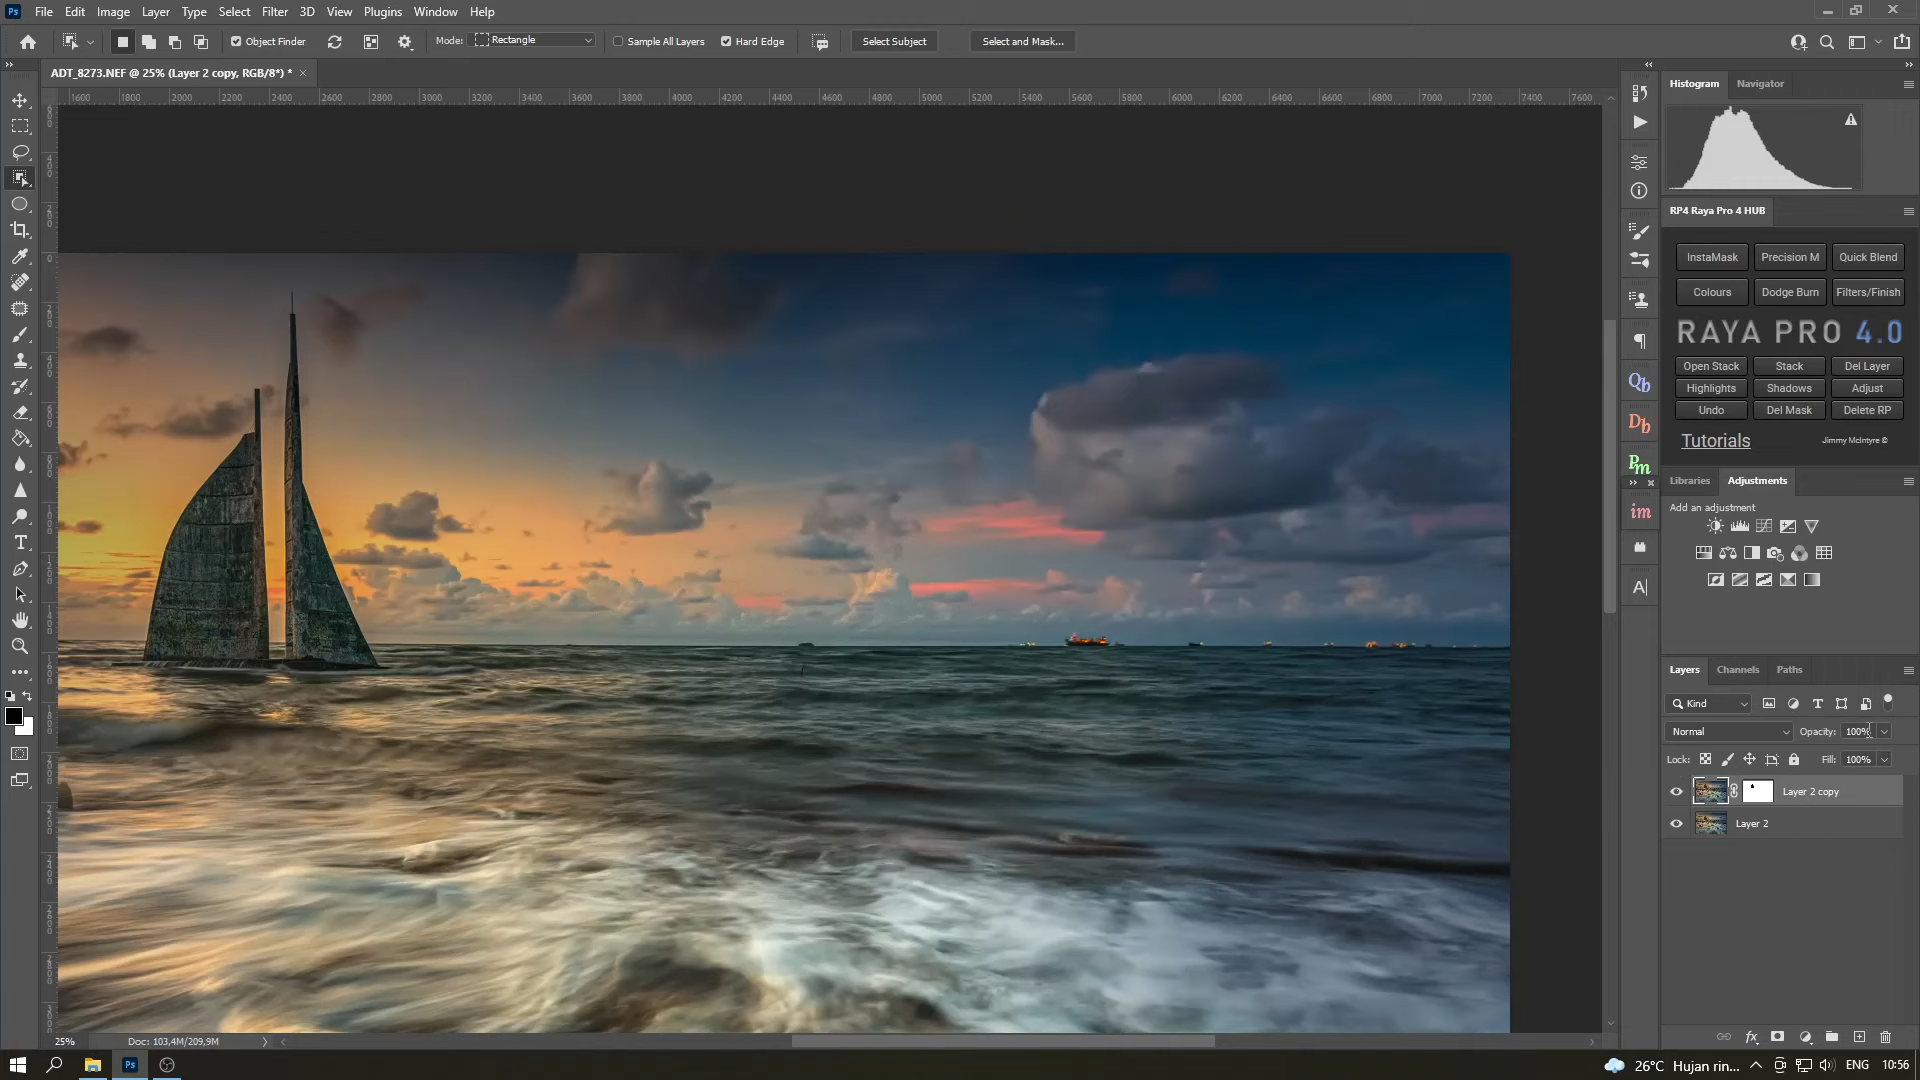 Ps File Edit Image Layer Type Select Filter 3D View Plugins Window Help
Object Finder Mode: Rectangle Sample All Layers Hard Edge Select Subject Select and Mask...
ADT_8273.NEF @ 25% (Layer 2 copy, RGB/8*) *
1600 1800 2000 2200 2400 2600 2800 3000 3200 3400 3600 3800 4000 4200 4400 4600 4800 5000 5200 5400 5600 5800 6000 6200 6400 6600 6800 7000 7200 7400 7600
Histogram Navigator
RP4 Raya Pro 4 HUB
InstaMask Precision M Quick Blend
Colours Dodge Burn Filters/Finish
RAYA PRO 4.0
Open Stack Stack Del Layer
Highlights Shadows Adjust
Undo Del Mask Delete RP
Tutorials Jimmy McIntyre ©
Qb
Db
Pm
im
A
Libraries Adjustments
Add an adjustment
Layers Channels Paths
Kind
Normal Opacity: 100%
Lock: Fill: 100%
Layer 2 copy
Layer 2
25% Doc: 103,4M/209,9M
Ps 26°C Hujan rin... ENG 10:56